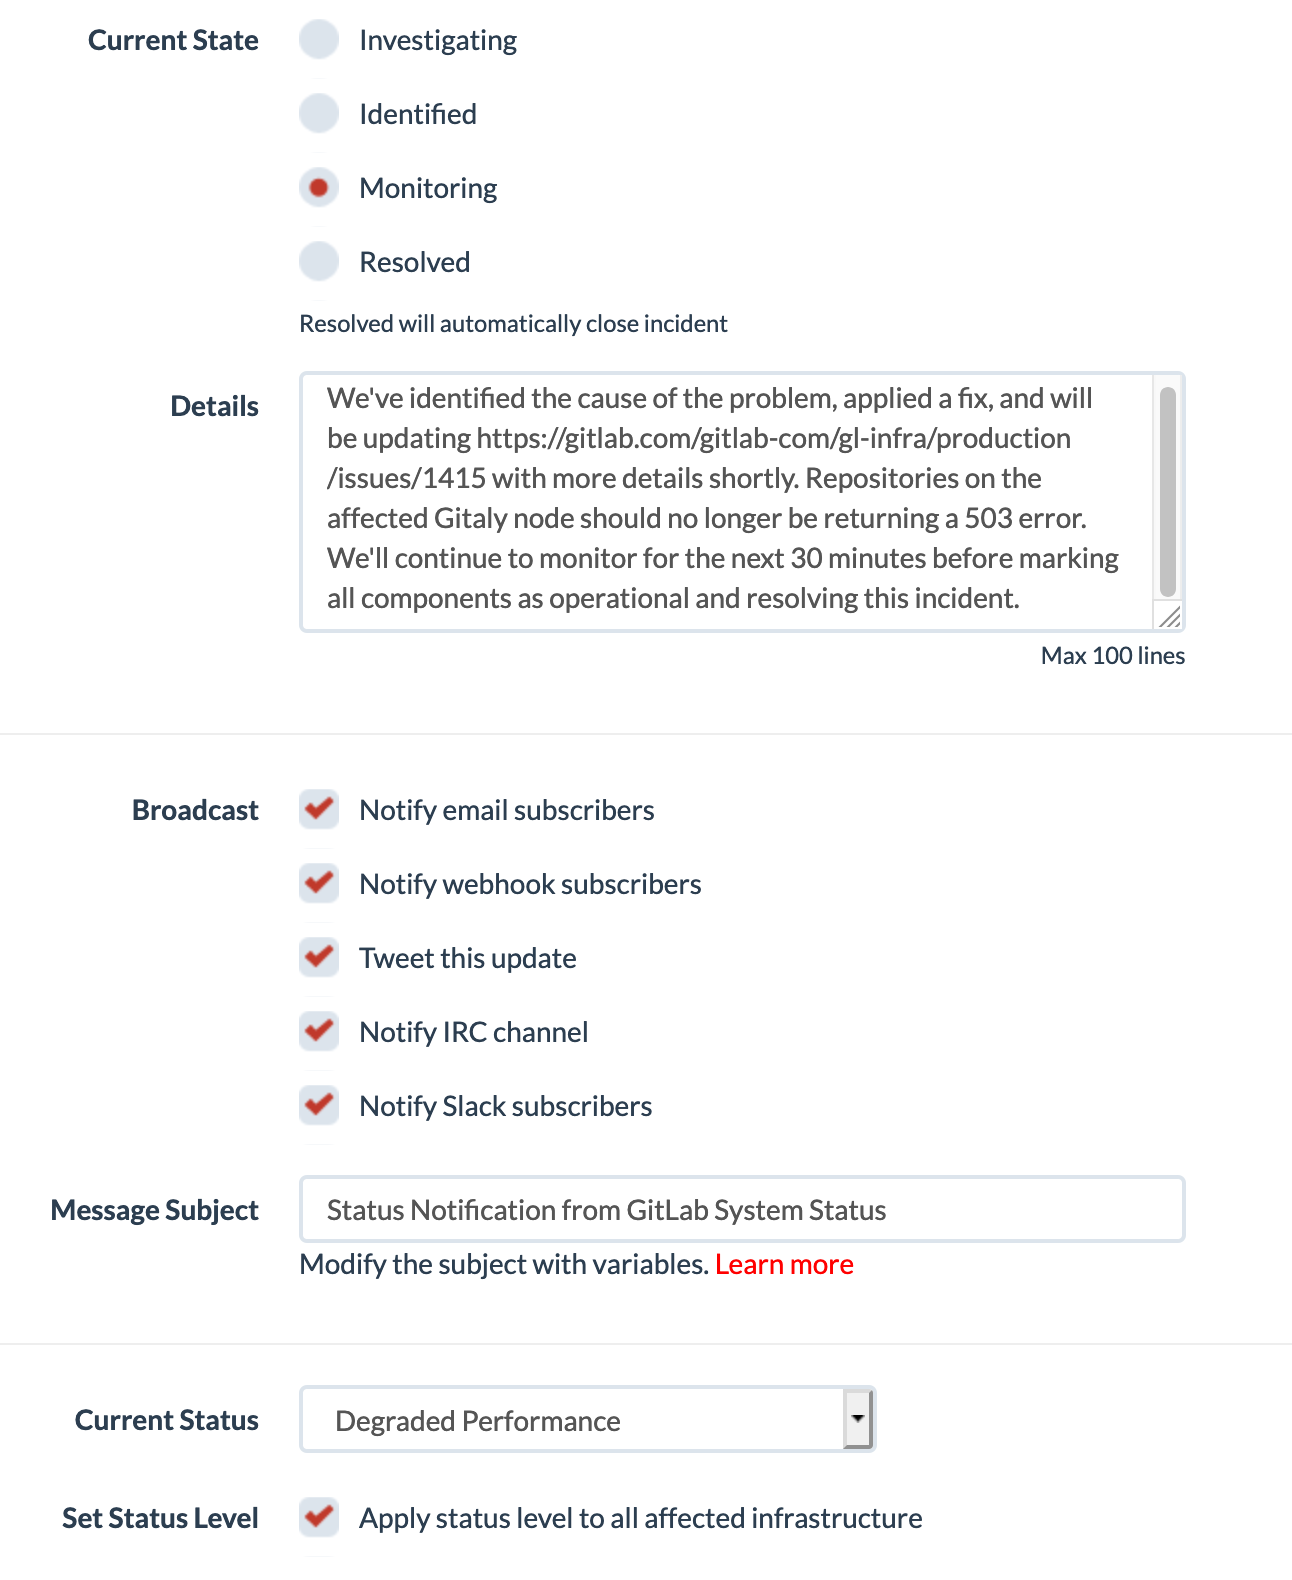 Current State
Investigating
Identified
Monitoring
Resolved
Resolved will automatically close incident
Details
We've identified the cause of the problem, applied a fix, and will
be updating https://gitlab.com/gitlab-com/gl-infra/production
/issues/1415 with more details shortly. Repositories on the
affected Gitaly node should no longer be returning a 503 error.
We'll continue to monitor for the next 30 minutes before marking
all components as operational and resolving this incident.
Max 100 lines
Broadcast
Notify email subscribers
Notify webhook subscribers
Tweet this update
Notify IRC channel
Notify Slack subscribers
Message Subject
Status Notification from GitLab System Status
Modify the subject with variables. Learn more
Current Status
Degraded Performance
Set Status Level
Apply status level to all affected infrastructure